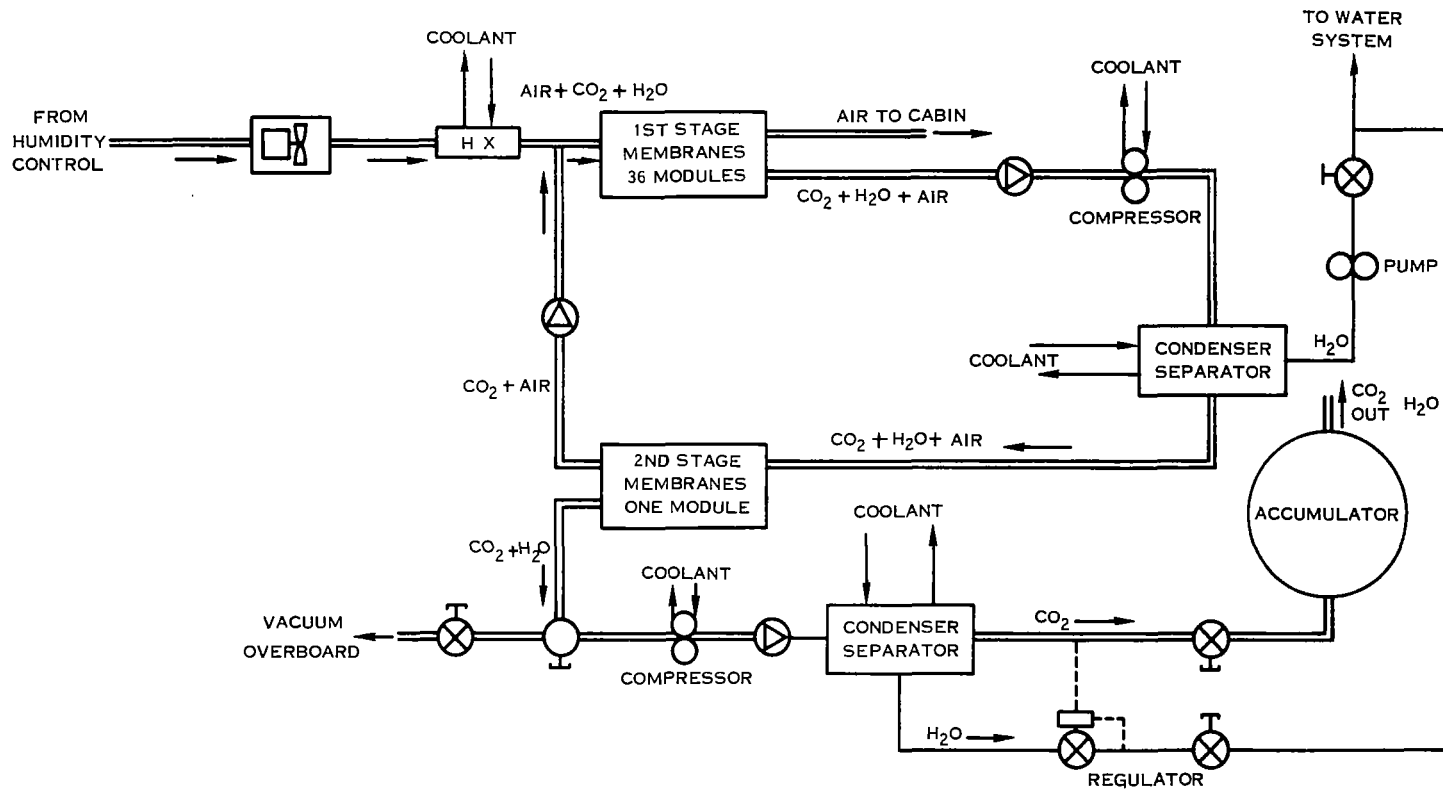 TO WATER
SYSTEM
COOLANT
COOLANT
FROM
HUMIDITY
CONTROL
AIR + CO2 + H2O
H X
1ST STAGE
MEMBRANES
36 MODULES
AIR TO CABIN
CO2 + H2O + AIR
COMPRESSOR
PUMP
COOLANT
CONDENSER
SEPARATOR
H2O
CO2 + AIR
CO2
OUT
H2O
CO2 + H2O + AIR
2ND STAGE
MEMBRANES
ONE MODULE
ACCUMULATOR
CO2 + H2O
COOLANT
COOLANT
VACUUM
OVERBOARD
COMPRESSOR
CONDENSER
SEPARATOR
CO2
H2O
REGULATOR